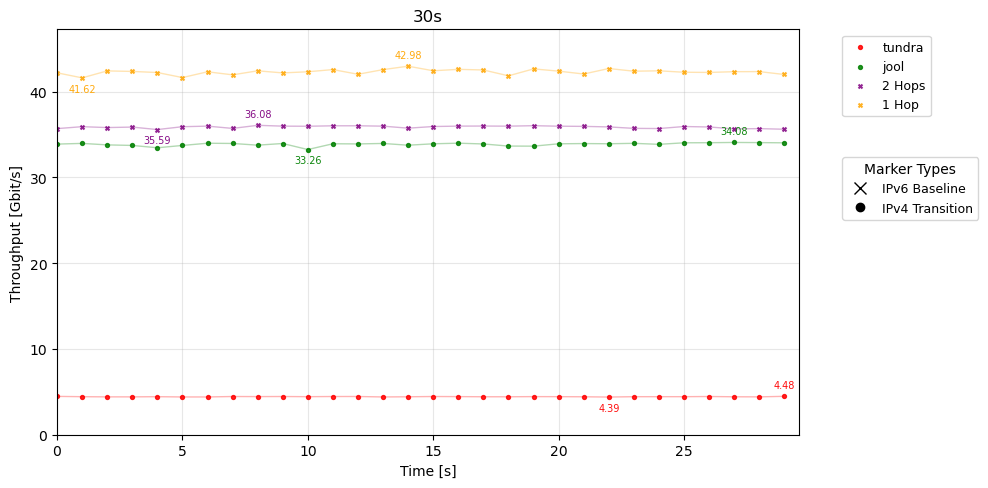 30s
Throughput [Gbit/s]
40
30
20
10
0
0
5
10
15
20
25
Time [s]
41.62
42.98
35.59
36.08
33.26
34.08
4.39
4.48
tundra
jool
2 Hops
1 Hop
Marker Types
IPv6 Baseline
IPv4 Transition